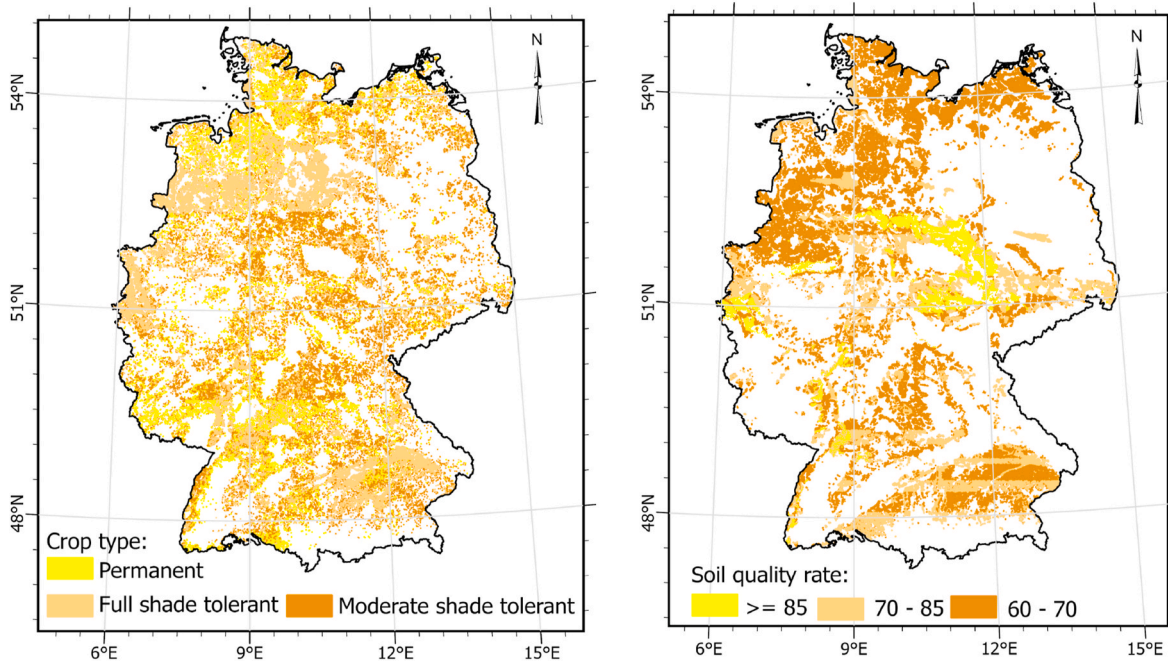 N
54°N
51°N
48°N
Crop type:
Permanent
Full shade tolerant
Moderate shade tolerant
6°E
9°E
12°E
15°E
N
54°N
51°N
48°N
Soil quality rate:
>= 85
70 - 85
60 - 70
6°E
9°E
12°E
15°E